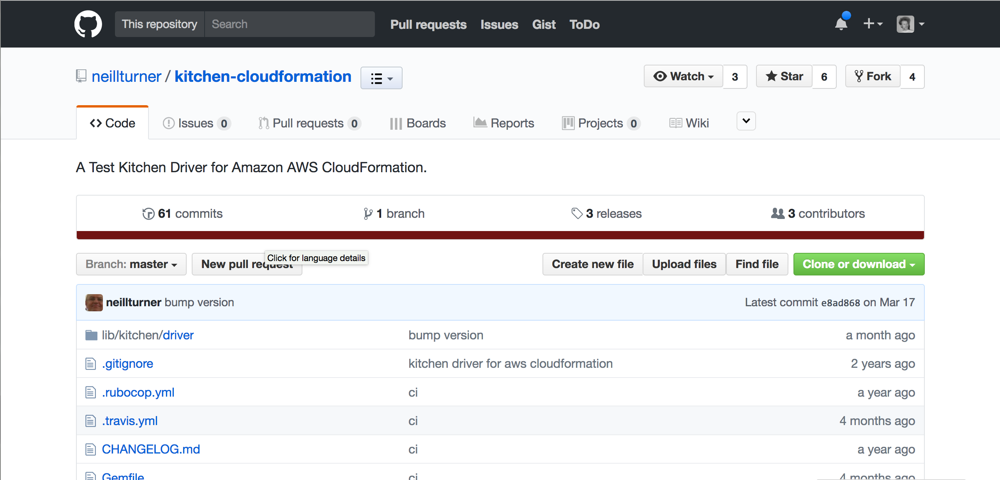 This repository Search Pull requests Issues Gist ToDo
neillturner / kitchen-cloudformation Watch 3 Star 6 Fork 4
Code Issues 0 Pull requests 0 Boards Reports Projects 0 Wiki
A Test Kitchen Driver for Amazon AWS CloudFormation.
61 commits 1 branch 3 releases 3 contributors
Branch: master New pull request Create new file Upload files Find file Clone or download
Click for language details
neillturner bump version Latest commit e8ad868 on Mar 17
lib/kitchen/driver bump version a month ago
.gitignore kitchen driver for aws cloudformation 2 years ago
.rubocop.yml ci a year ago
.travis.yml ci 4 months ago
CHANGELOG.md ci a year ago
Gemfile ci 4 months ago